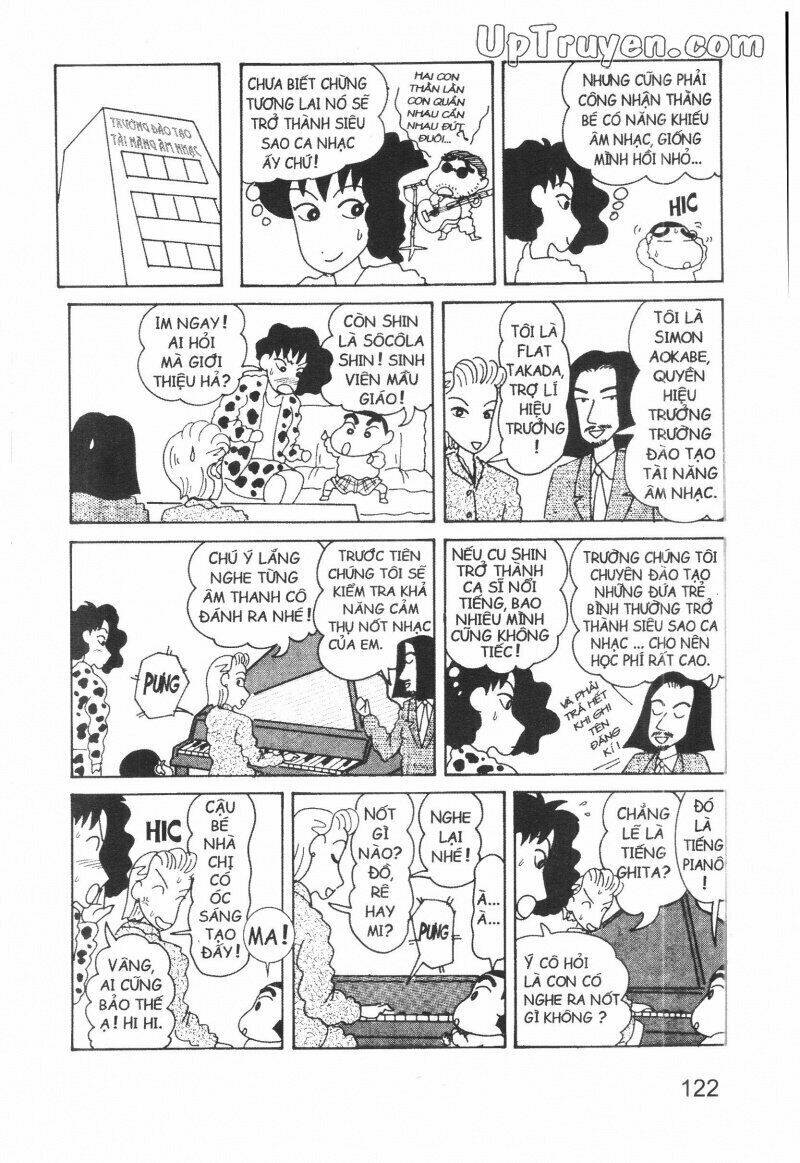 UpTruyen.com
NHƯNG CŨNG PHẢI
CÔNG NHẬN THẰNG
BÉ CÓ NĂNG KHIẾU
ÂM NHẠC, GIỐNG
MÌNH HỒI NHỎ...
HIC
HAI CON
THẰN LẰN
CON QUẤN
NHAU CẮN
NHAU ĐỨT
ĐUÔI...
CHƯA BIẾT CHỪNG
TƯƠNG LAI NÓ SẼ
TRỞ THÀNH SIÊU
SAO CA NHẠC
ẤY CHỨ!
TRƯỜNG ĐÀO TẠO
TÀI NĂNG ÂM NHẠC
TÔI LÀ
SIMON
AOKABE,
QUYỀN
HIỆU
TRƯỞNG
TRƯỜNG
ĐÀO TẠO
TÀI NĂNG
ÂM NHẠC.
TÔI LÀ
FLAT
TAKADA,
TRỢ LÍ
HIỆU
TRƯỞNG
!
CÒN SHIN
LÀ SÔCÔLA
SHIN! SINH
VIÊN MẪU
GIÁO!
IM NGAY!
AI HỎI
MÀ GIỚI
THIỆU HẢ?
TRƯỜNG CHÚNG TÔI
CHUYÊN ĐÀO TẠO
NHỮNG ĐỨA TRẺ
BÌNH THƯỜNG TRỞ
THÀNH SIÊU SAO CA
NHẠC ... CHO NÊN
HỌC PHÍ RẤT CAO.
VÀ PHẢI
TRẢ HẾT
KHI GHI
TÊN
ĐĂNG
KÍ!
NẾU CU SHIN
TRỞ THÀNH
CA SĨ NỔI
TIẾNG, BAO
NHIÊU MÌNH
CŨNG KHÔNG
TIẾC!
TRƯỚC TIÊN
CHÚNG TÔI SẼ
KIỂM TRA KHẢ
NĂNG CẢM
THỤ NỐT NHẠC
CỦA EM.
CHÚ Ý LẮNG
NGHE TỪNG
ÂM THANH CÔ
ĐÁNH RA NHÉ!
PƯNG
ĐÓ
LÀ
TIẾNG
PIANÔ
!
CHẲNG
LẼ LÀ
TIẾNG
GHITA?
Ý CÔ HỎI
LÀ CON CÓ
NGHE RA NỐT
GÌ KHÔNG ?
À...
À...
NGHE
LẠI
NHÉ!
PƯNG
NỐT
GÌ
NÀO?
ĐỒ,
RÊ
HAY
MI?
MA!
CẬU
BÉ
NHÀ
CHỊ
CÓ
ÓC
SÁNG
TẠO
ĐẤY!
HIC
VÂNG,
AI CŨNG
BẢO THẾ
Ạ! HI HI.
122